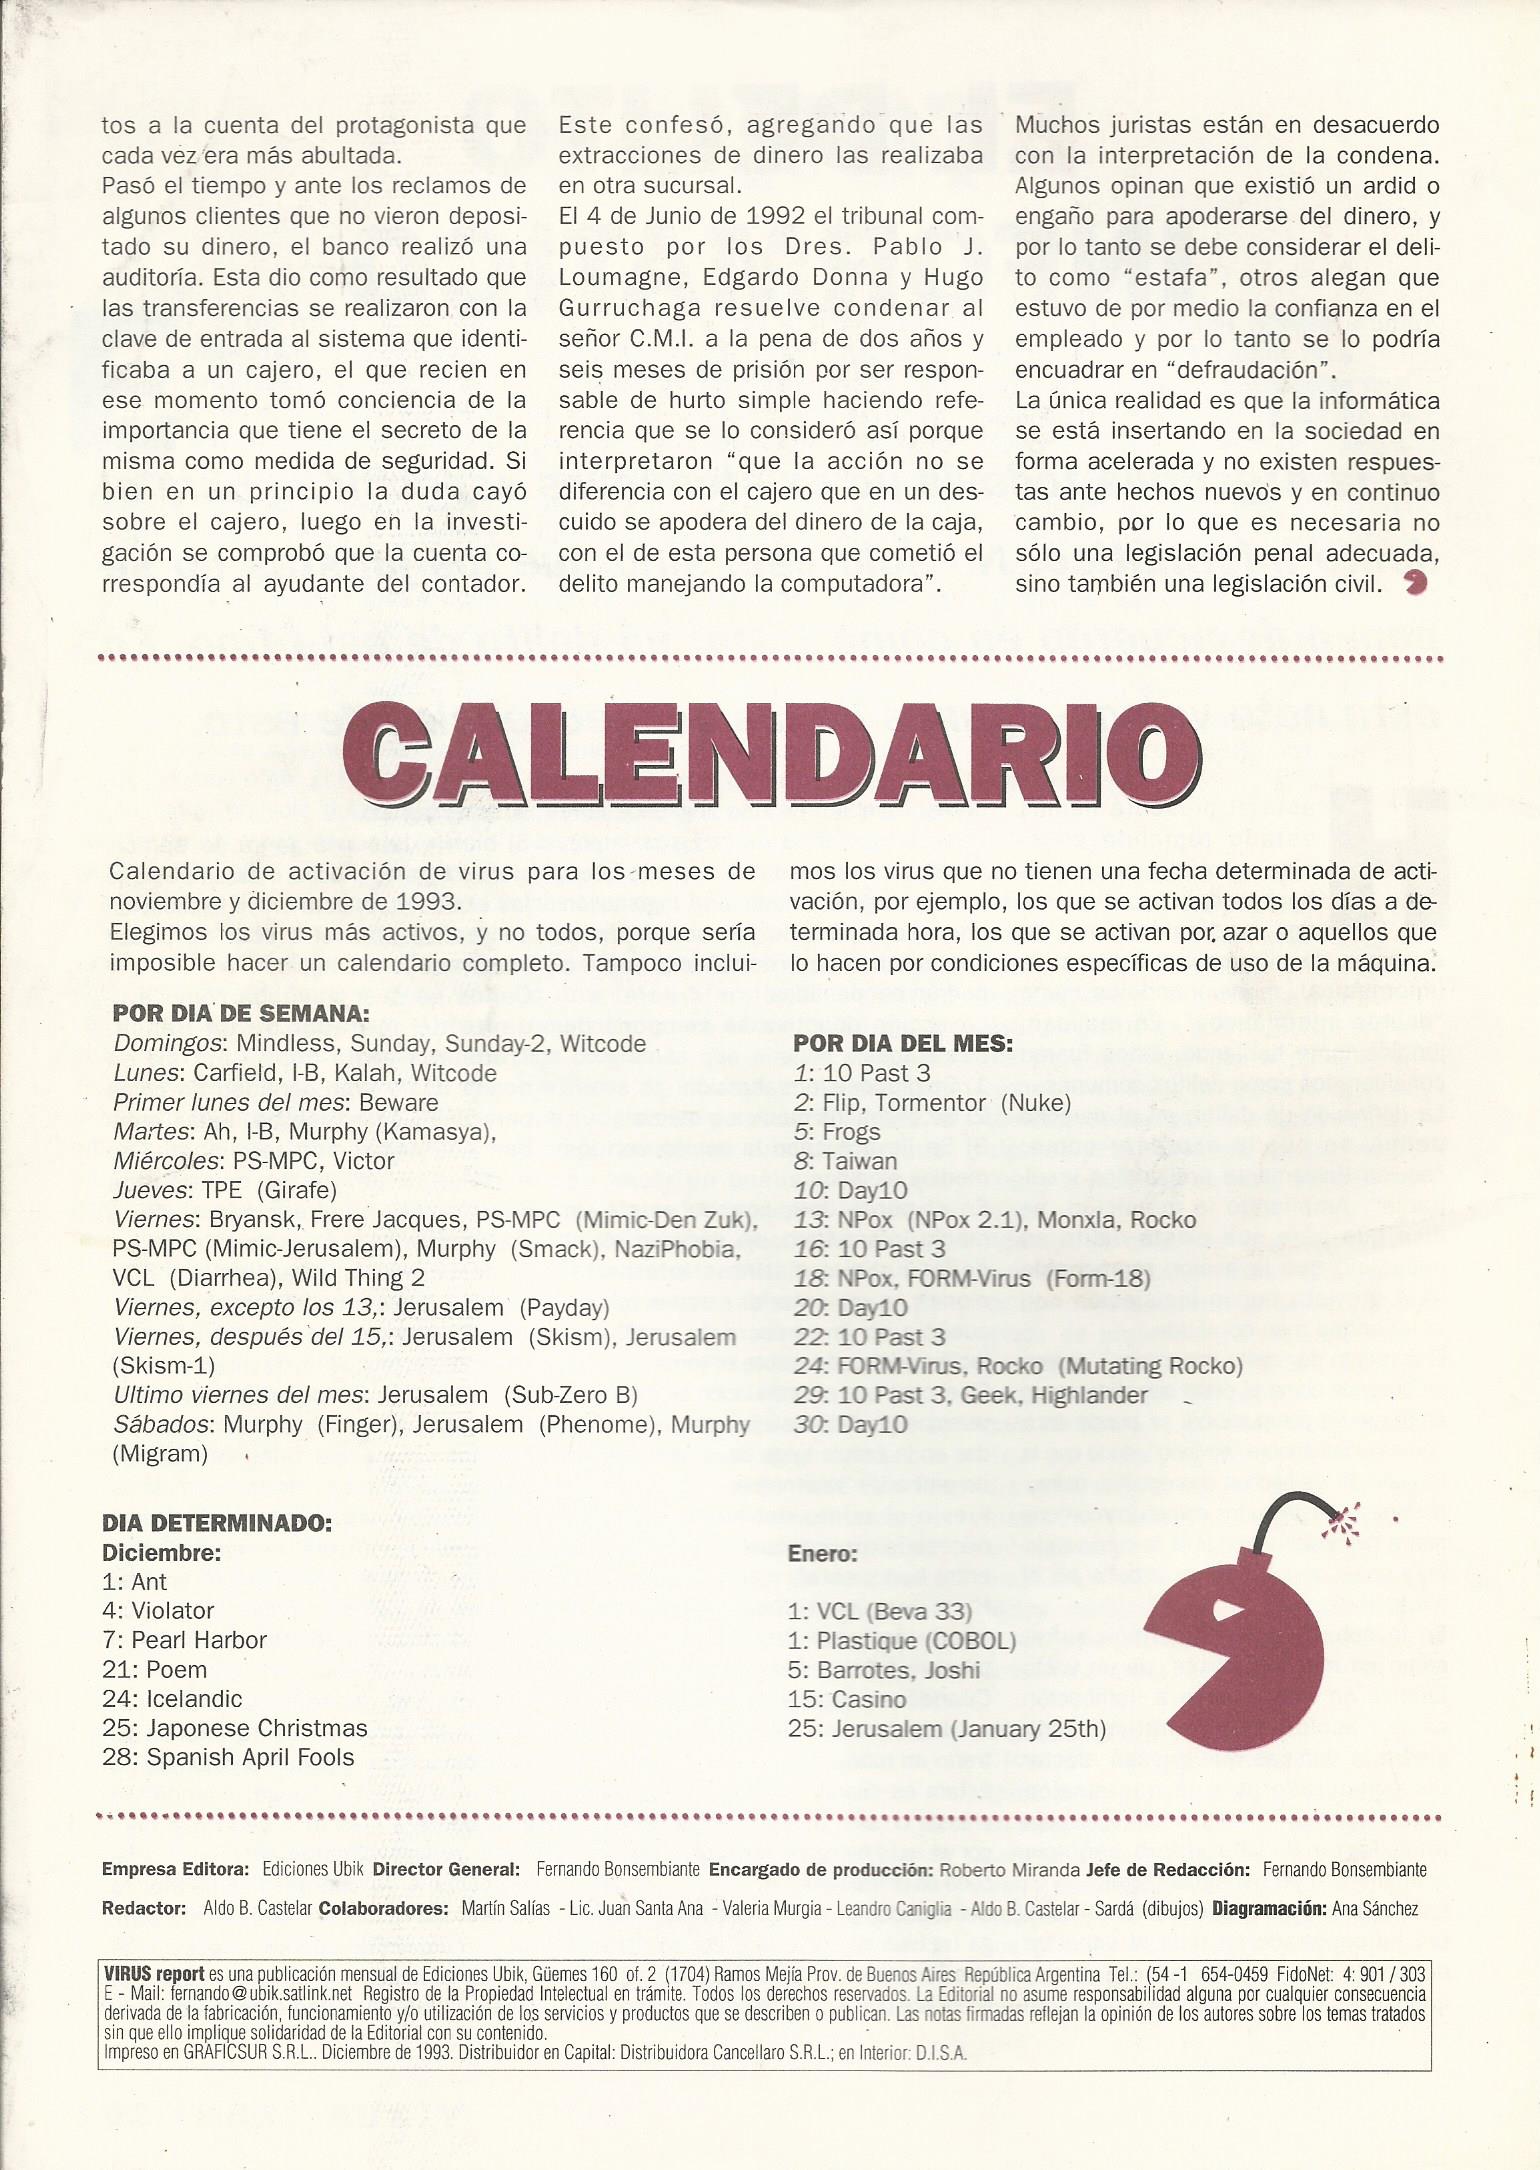 tos a la cuenta del protagonista que
cada vez era más abultada.
Pasó el tiempo y ante los reclamos de
algunos clientes que no vieron deposi-
tado su dinero, el banco realizó una
auditoría. Esta dio como resultado que
las transferencias se realizaron con la
clave de entrada al sistema que identi-
ficaba a un cajero, el que recien en
ese momento tomó conciencia de la
importancia que tiene el secreto de la
misma como medida de seguridad. Si
bien en un principio la duda cayó
sobre el cajero, luego en la investi-
gación se comprobó que la cuenta co-
rrespondía al ayudante del contador.
Este confesó, agregando que las
extracciones de dinero las realizaba
en otra sucursal.
El 4 de Junio de 1992 el tribunal com-
puesto por los Dres. Pablo J.
Loumagne, Edgardo Donna y Hugo
Gurruchaga resuelve condenar al
señor C.M.I. a la pena de dos años y
seis meses de prisión por ser respon-
sable de hurto simple haciendo refe-
rencia que se lo consideró así porque
interpretaron “que la acción no se
diferencia con el cajero que en un des-
cuido se apodera del dinero de la caja,
con el de esta persona que cometió el
delito manejando la computadora”.
Muchos juristas están en desacuerdo
con la interpretación de la condena.
Algunos opinan que existió un ardid o
engaño para apoderarse del dinero, y
por lo tanto se debe considerar el deli-
to como “estafa”, otros alegan que
estuvo de por medio la confianza en el
empleado y por lo tanto se lo podría
encuadrar en “defraudación”.
La única realidad es que la informática
se está insertando en la sociedad en
forma acelerada y no existen respues-
tas ante hechos nuevos y en continuo
cambio, por lo que es necesaria no
sólo una legislación penal adecuada,
sino también una legislación civil.
CALENDARIO
Calendario de activación de virus para los meses de
noviembre y diciembre de 1993.
Elegimos los virus más activos, y no todos, porque sería
imposible hacer un calendario completo. Tampoco inclui-
mos los virus que no tienen una fecha determinada de acti-
vación, por ejemplo, los que se activan todos los días a de-
terminada hora, los que se activan por azar o aquellos que
lo hacen por condiciones específicas de uso de la máquina.
POR DIA DE SEMANA:
Domingos: Mindless, Sunday, Sunday-2, Witcode
Lunes: Carfield, I-B, Kalah, Witcode
Primer lunes del mes: Beware
Martes: Ah, I-B, Murphy (Kamasya),
Miércoles: PS-MPC, Victor
Jueves: TPE (Girafe)
Viernes: Bryansk, Frere Jacques, PS-MPC (Mimic-Den Zuk),
PS-MPC (Mimic-Jerusalem), Murphy (Smack), NaziPhobia,
VCL (Diarrhea), Wild Thing 2
Viernes, excepto los 13,: Jerusalem (Payday)
Viernes, después del 15,: Jerusalem (Skism), Jerusalem
(Skism-1)
Ultimo viernes del mes: Jerusalem (Sub-Zero B)
Sábados: Murphy (Finger), Jerusalem (Phenome), Murphy
(Migram)
POR DIA DEL MES:
1: 10 Past 3
2: Flip, Tormentor (Nuke)
5: Frogs
8: Taiwan
10: Day10
13: NPox (NPox 2.1), Monxla, Rocko
16: 10 Past 3
18: NPox, FORM-Virus (Form-18)
20: Day10
22: 10 Past 3
24: FORM-Virus, Rocko (Mutating Rocko)
29: 10 Past 3, Geek, Highlander
30: Day10
DIA DETERMINADO:
Diciembre:
1: Ant
4: Violator
7: Pearl Harbor
21: Poem
24: Icelandic
25: Japonese Christmas
28: Spanish April Fools
Enero:
1: VCL (Beva 33)
1: Plastique (COBOL)
5: Barrotes, Joshi
15: Casino
25: Jerusalem (January 25th)
Empresa Editora: Ediciones Ubik Director General: Fernando Bonsembiante Encargado de producción: Roberto Miranda Jefe de Redacción: Fernando Bonsembiante
Redactor: Aldo B. Castelar Colaboradores: Martín Salías - Lic. Juan Santa Ana - Valeria Murgia - Leandro Caniglia - Aldo B. Castelar - Sardá (dibujos) Diagramación: Ana Sánchez
VIRUS report es una publicación mensual de Ediciones Ubik, Güemes 160 of. 2 (1704) Ramos Mejía Prov. de Buenos Aires República Argentina Tel.: (54 -1 654-0459 FidoNet: 4: 901 / 303
E - Mail: fernando@ubik.satlink.net Registro de la Propiedad Intelectual en trámite. Todos los derechos reservados. La Editorial no asume responsabilidad alguna por cualquier consecuencia
derivada de la fabricación, funcionamiento y/o utilización de los servicios y productos que se describen o publican. Las notas firmadas reflejan la opinión de los autores sobre los temas tratados
sin que ello implique solidaridad de la Editorial con su contenido.
Impreso en GRAFICSUR S.R.L.. Diciembre de 1993. Distribuidor en Capital: Distribuidora Cancellaro S.R.L.; en Interior: D.I.S.A.